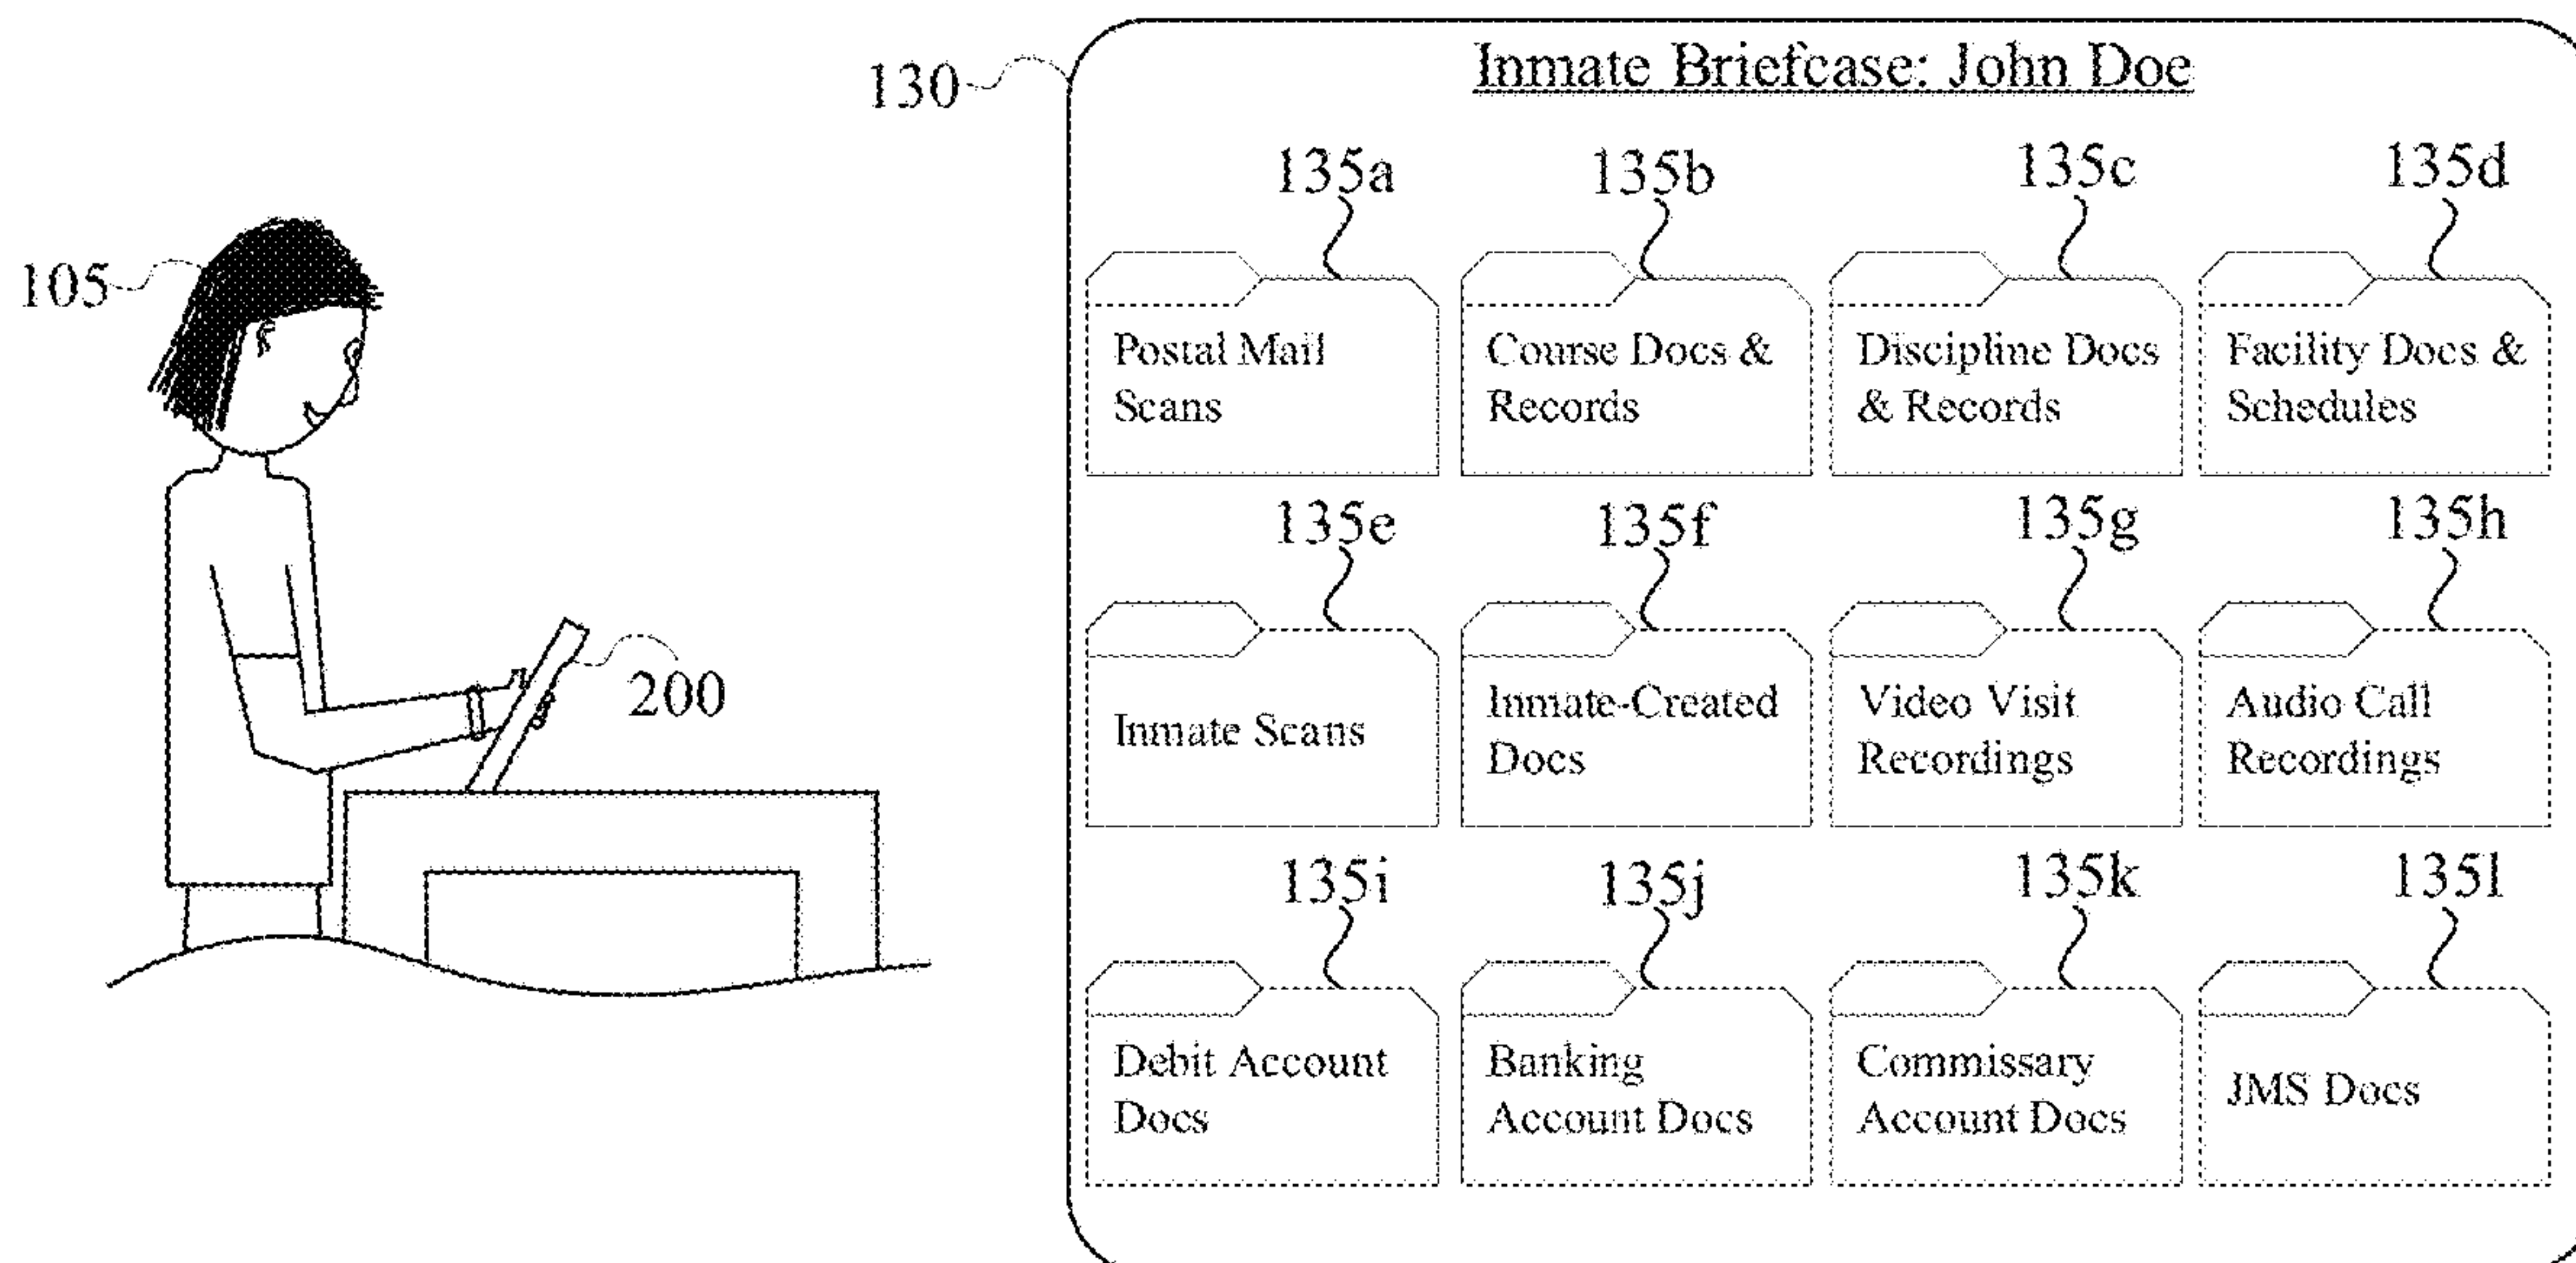 130
Inmate Briefcase: John Doe
135a 135b 135c 135d
105
Postal Mail
Scans
Course Docs &
Records
Discipline Docs
& Records
Facility Docs &
Schedules
135e 135f 135g 135h
200
Inmate Scans
Inmate-Created
Docs
Video Visit
Recordings
Audio Call
Recordings
135i 135j 135k 135l
Debit Account
Docs
Banking
Account Docs
Commissary
Account Docs
JMS Docs